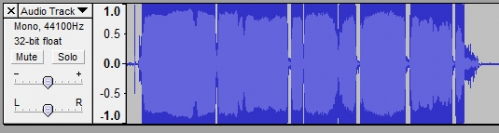 X Audio Track ▼
Mono, 44100Hz
32-bit float
Mute Solo
- +
L R
1.0
0.5
0.0
-0.5
-1.0